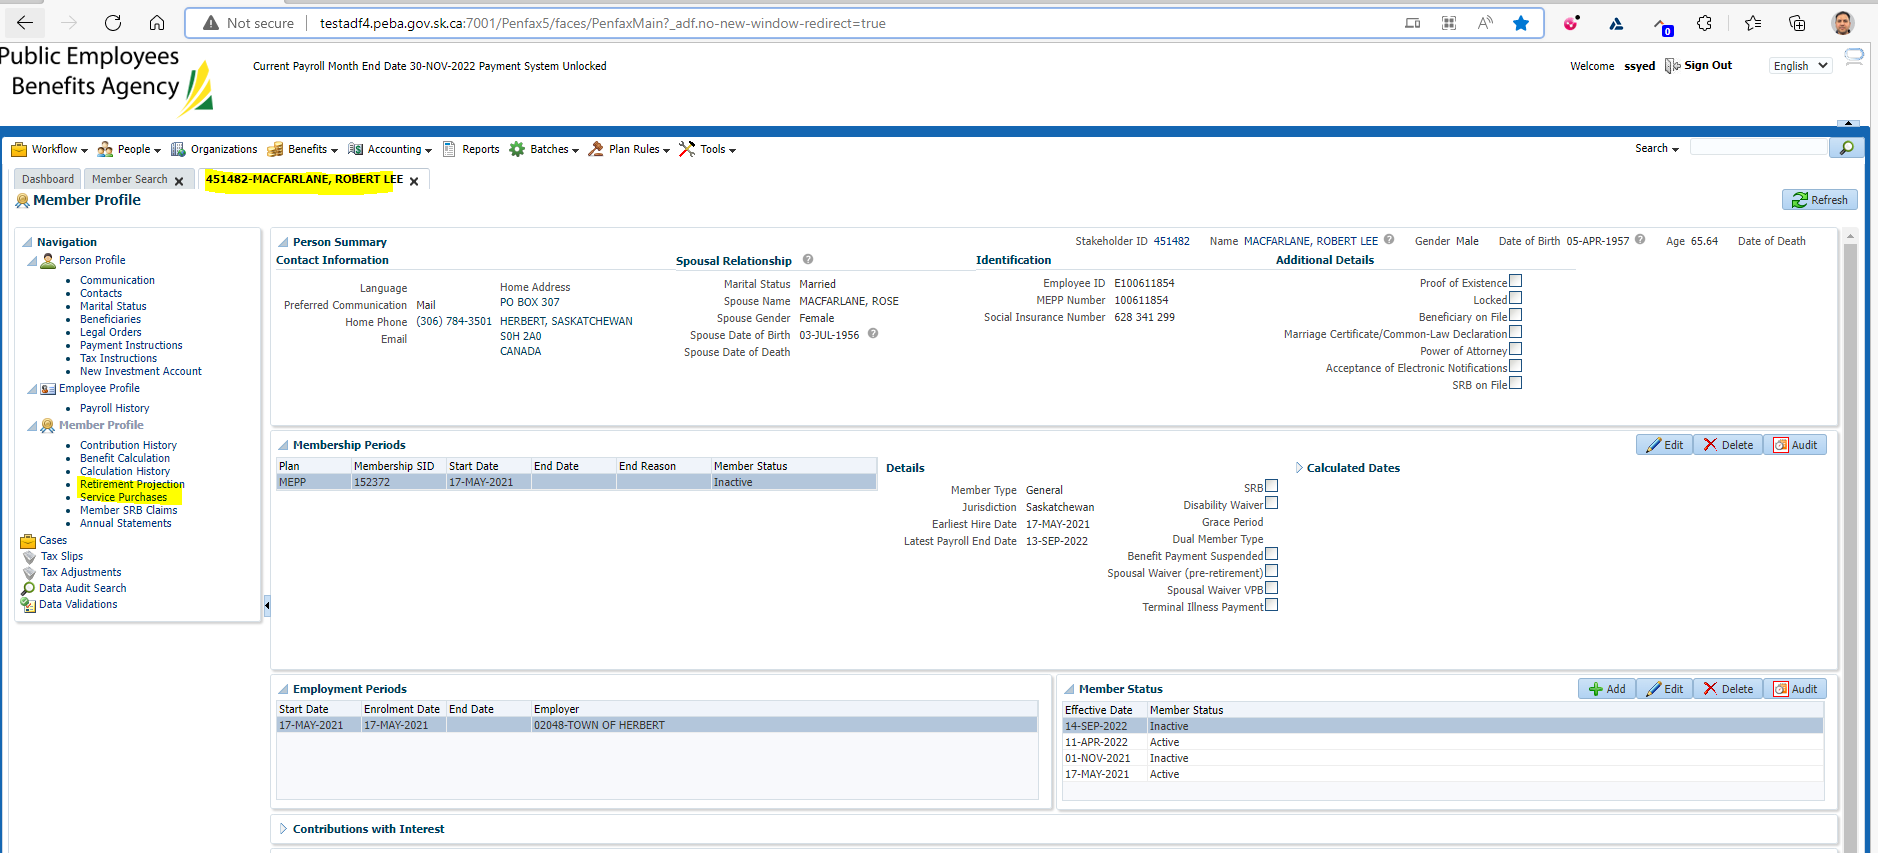 Not secure
testadf4.peba.gov.sk.ca:7001/Penfax5/faces/PenfaxMain?_adf.no-new-window-redirect=true
0
Public Employees
Benefits Agency
Current Payroll Month End Date 30-NOV-2022 Payment System Unlocked
Welcome ssyed Sign Out English
Workflow People Organizations Benefits Accounting Reports Batches Plan Rules Tools Search
Dashboard Member Search 451482-MACFARLANE, ROBERT LEE
Member Profile
Refresh
Navigation
Person Profile
Communication
Contacts
Marital Status
Beneficiaries
Legal Orders
Payment Instructions
Tax Instructions
New Investment Account
Employee Profile
Payroll History
Member Profile
Contribution History
Benefit Calculation
Calculation History
Retirement Projection
Service Purchases
Member SRB Claims
Annual Statements
Cases
Tax Slips
Tax Adjustments
Data Audit Search
Data Validations
Person Summary
Stakeholder ID 451482 Name MACFARLANE, ROBERT LEE Gender Male Date of Birth 05-APR-1957 Age 65.64 Date of Death
Contact Information
Language
Preferred Communication Mail
Home Phone (306) 784-3501
Email
Home Address
PO BOX 307
HERBERT, SASKATCHEWAN
S0H 2A0
CANADA
Spousal Relationship
Marital Status Married
Spouse Name MACFARLANE, ROSE
Spouse Gender Female
Spouse Date of Birth 03-JUL-1956
Spouse Date of Death
Identification
Employee ID E100611854
MEPP Number 100611854
Social Insurance Number 628 341 299
Additional Details
Proof of Existence
Locked
Beneficiary on File
Marriage Certificate/Common-Law Declaration
Power of Attorney
Acceptance of Electronic Notifications
SRB on File
Membership Periods
Edit Delete Audit
Plan Membership SID Start Date End Date End Reason Member Status
MEPP 152372 17-MAY-2021 Inactive
Details
Member Type General
Jurisdiction Saskatchewan
Earliest Hire Date 17-MAY-2021
Latest Payroll End Date 13-SEP-2022
SRB
Disability Waiver
Grace Period
Dual Member Type
Benefit Payment Suspended
Spousal Waiver (pre-retirement)
Spousal Waiver VPB
Terminal Illness Payment
Calculated Dates
Employment Periods
Start Date Enrolment Date End Date Employer
17-MAY-2021 17-MAY-2021 02048-TOWN OF HERBERT
Member Status
Add Edit Delete Audit
Effective Date Member Status
14-SEP-2022 Inactive
11-APR-2022 Active
01-NOV-2021 Inactive
17-MAY-2021 Active
Contributions with Interest